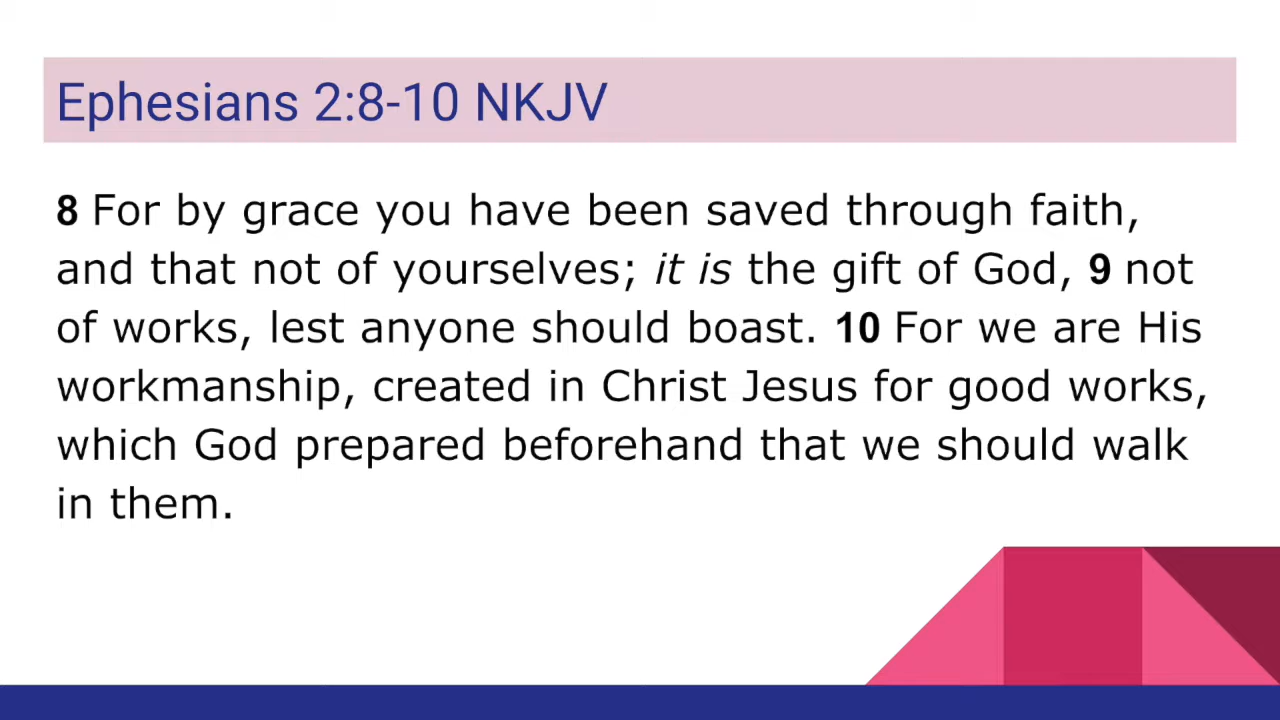 Ephesians 2:8-10 NKJV
8 For by grace you have been saved through faith,
and that not of yourselves; it is the gift of God, 9 not
of works, lest anyone should boast. 10 For we are His
workmanship, created in Christ Jesus for good works,
which God prepared beforehand that we should walk
in them.